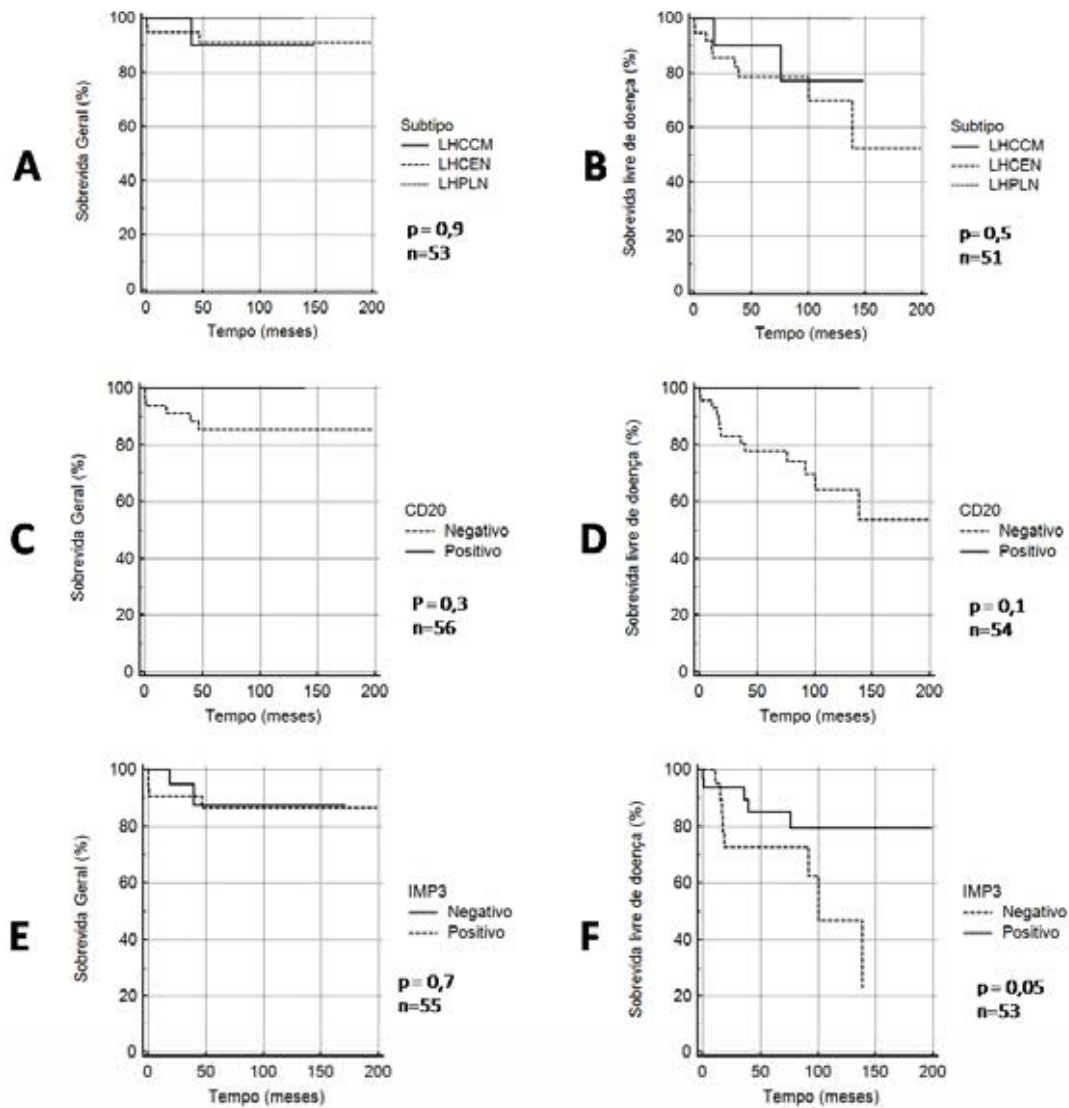 A
Sobrevida Geral (%)
100
80
60
40
20
0
0 50 100 150 200
Tempo (meses)
Subtipo
LHCCM
LHCEN
LHPLN
p = 0,9
n=53
B
Sobrevida livre de doença (%)
100
80
60
40
20
0
0 50 100 150 200
Tempo (meses)
Subtipo
LHCCM
LHCEN
LHPLN
p= 0,5
n=51
C
Sobrevida Geral (%)
100
80
60
40
20
0
0 50 100 150 200
Tempo (meses)
CD20
Negativo
Positivo
P = 0,3
n=56
D
Sobrevida livre de doença (%)
100
80
60
40
20
0
0 50 100 150 200
Tempo (meses)
CD20
Negativo
Positivo
p = 0,1
n=54
E
Sobrevida Geral (%)
100
80
60
40
20
0
0 50 100 150 200
Tempo (meses)
IMP3
Negativo
Positivo
p = 0,7
n=55
F
Sobrevida livre de doença (%)
100
80
60
40
20
0
0 50 100 150 200
Tempo (meses)
IMP3
Negativo
Positivo
p = 0,05
n=53